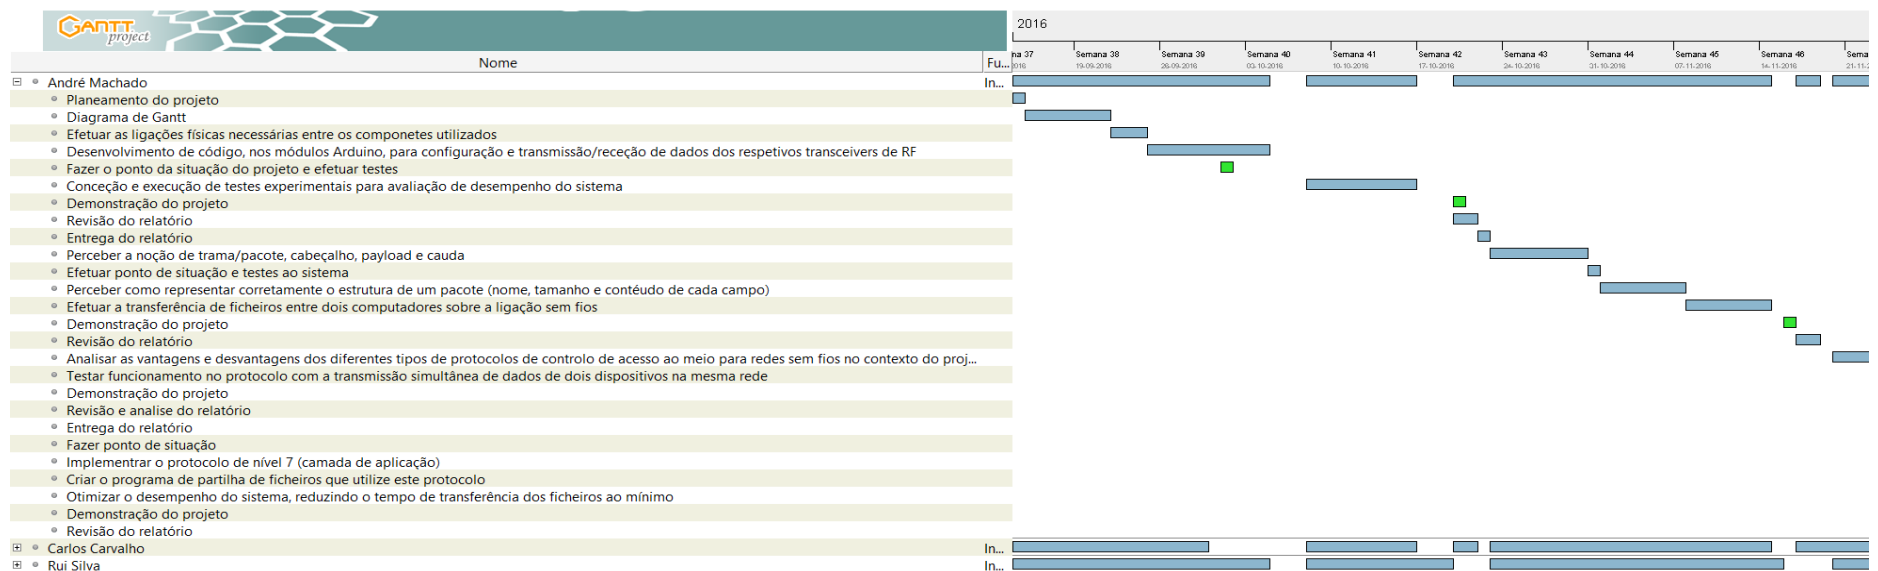 GANTT
project
2016
na 37 Semana 38 Semana 39 Semana 40 Semana 41 Semana 42 Semana 43 Semana 44 Semana 45 Semana 46 Sema
2016 19-09-2016 26-09-2016 03-10-2016 10-10-2016 17-10-2016 24-10-2016 31-10-2016 07-11-2016 14-11-2016 21-11-2
Nome Fu...
André Machado In...
Planeamento do projeto
Diagrama de Gantt
Efetuar as ligações físicas necessárias entre os componetes utilizados
Desenvolvimento de código, nos módulos Arduino, para configuração e transmissão/receção de dados dos respetivos transceivers de RF
Fazer o ponto da situação do projeto e efetuar testes
Conceção e execução de testes experimentais para avaliação de desempenho do sistema
Demonstração do projeto
Revisão do relatório
Entrega do relatório
Perceber a noção de trama/pacote, cabeçalho, payload e cauda
Efetuar ponto de situação e testes ao sistema
Perceber como representar corretamente o estrutura de um pacote (nome, tamanho e contéudo de cada campo)
Efetuar a transferência de ficheiros entre dois computadores sobre a ligação sem fios
Demonstração do projeto
Revisão do relatório
Analisar as vantagens e desvantagens dos diferentes tipos de protocolos de controlo de acesso ao meio para redes sem fios no contexto do proj...
Testar funcionamento no protocolo com a transmissão simultânea de dados de dois dispositivos na mesma rede
Demonstração do projeto
Revisão e analise do relatório
Entrega do relatório
Fazer ponto de situação
Implementrar o protocolo de nível 7 (camada de aplicação)
Criar o programa de partilha de ficheiros que utilize este protocolo
Otimizar o desempenho do sistema, reduzindo o tempo de transferência dos ficheiros ao mínimo
Demonstração do projeto
Revisão do relatório
Carlos Carvalho In...
Rui Silva In...